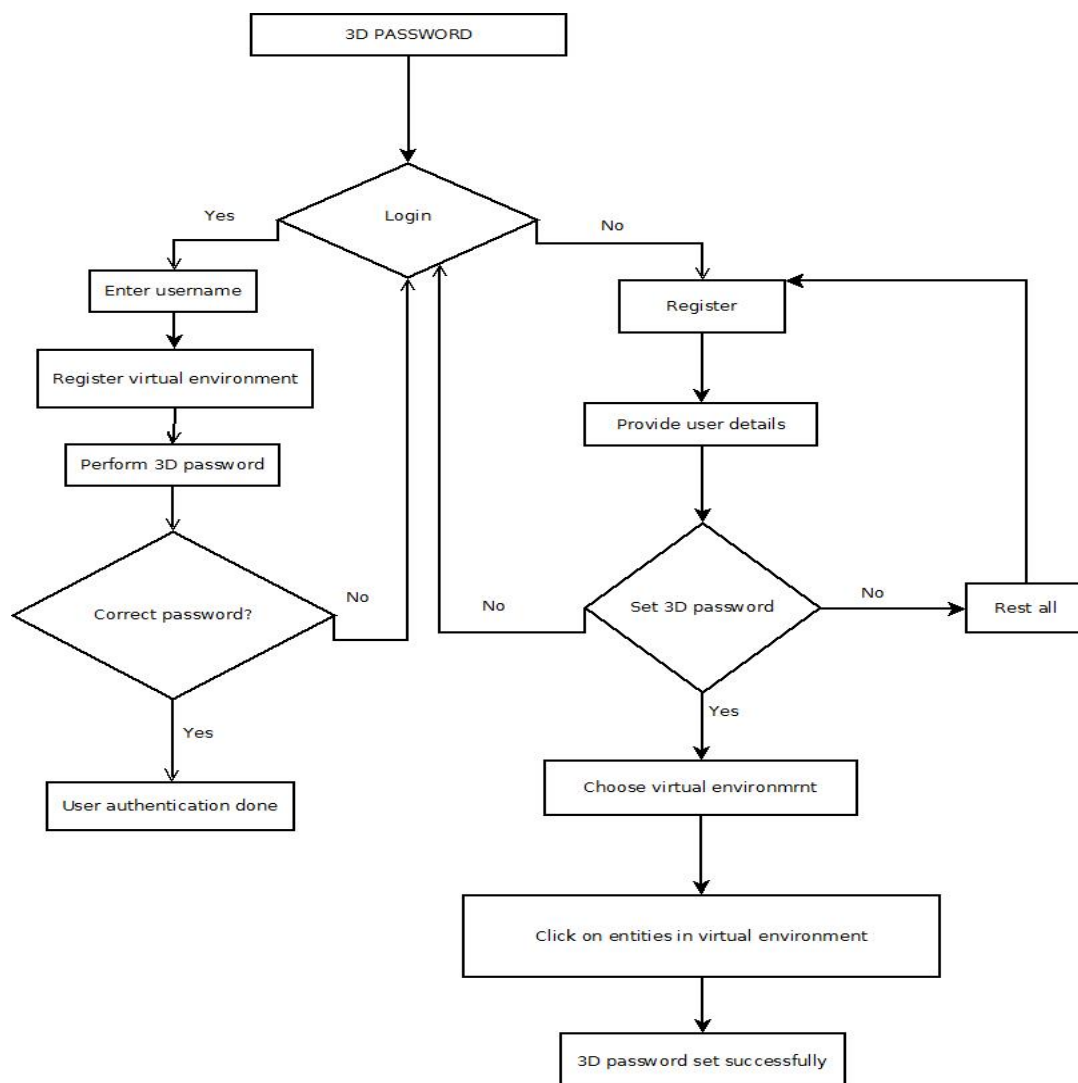 3D PASSWORD
Login
Yes
No
Enter username
Register
Register virtual environment
Provide user details
Perform 3D password
Correct password?
No
No
Set 3D password
No
Rest all
Yes
Yes
User authentication done
Choose virtual environmrnt
Click on entities in virtual environment
3D password set successfully